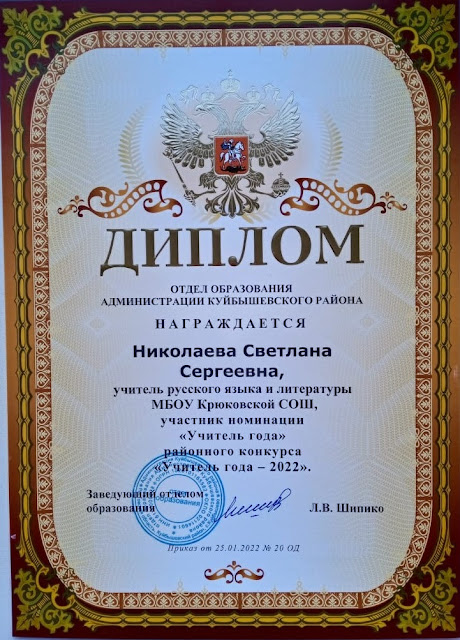 ДИПЛОМ
ОТДЕЛ ОБРАЗОВАНИЯ
АДМИНИСТРАЦИИ КУЙБЫШЕВСКОГО РАЙОНА
НАГРАЖДАЕТСЯ
Николаева Светлана
Сергеевна,
учитель русского языка и литературы
МБОУ Крюковской СОШ,
участник номинации
«Учитель года»
районного конкурса
«Учитель года – 2022».
Заведующий отделом
образования
Л.В. Шипико
образования
Приказ от 25.01.2022 № 20 ОД